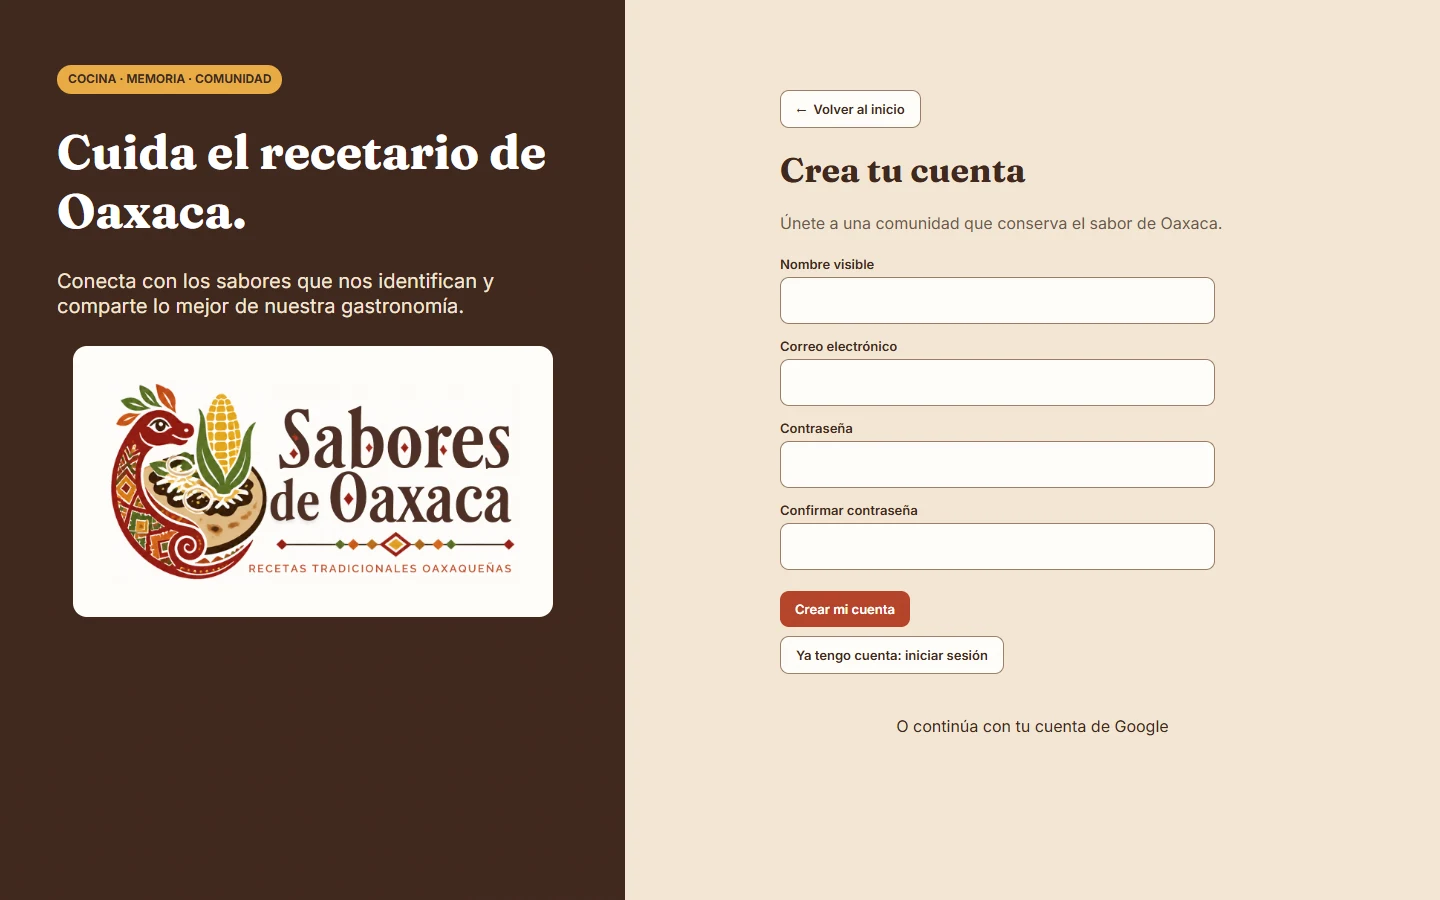 COCINA · MEMORIA · COMUNIDAD
Cuida el recetario de
Oaxaca.
Conecta con los sabores que nos identifican y
comparte lo mejor de nuestra gastronomía.
Sabores
de Oaxaca
RECETAS TRADICIONALES OAXAQUEÑAS
← Volver al inicio
Crea tu cuenta
Únete a una comunidad que conserva el sabor de Oaxaca.
Nombre visible
Correo electrónico
Contraseña
Confirmar contraseña
Crear mi cuenta
Ya tengo cuenta: iniciar sesión
O continúa con tu cuenta de Google